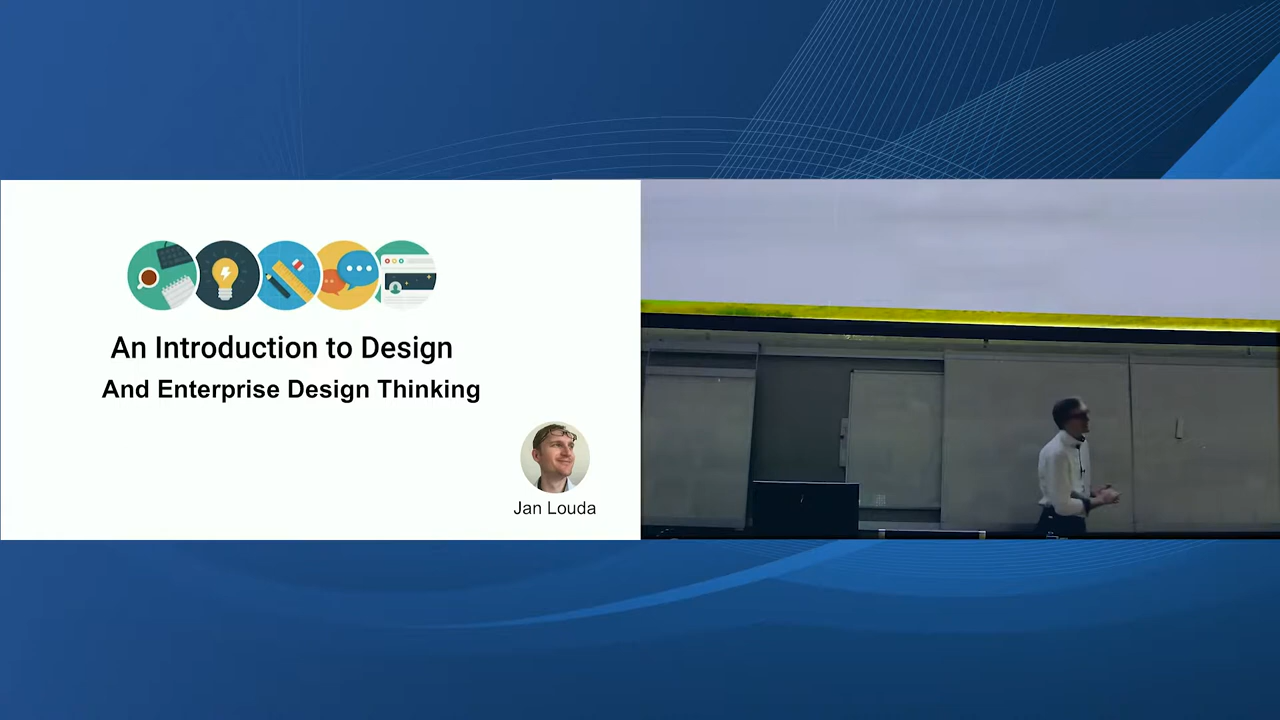 An Introduction to Design
And Enterprise Design Thinking
Jan Louda